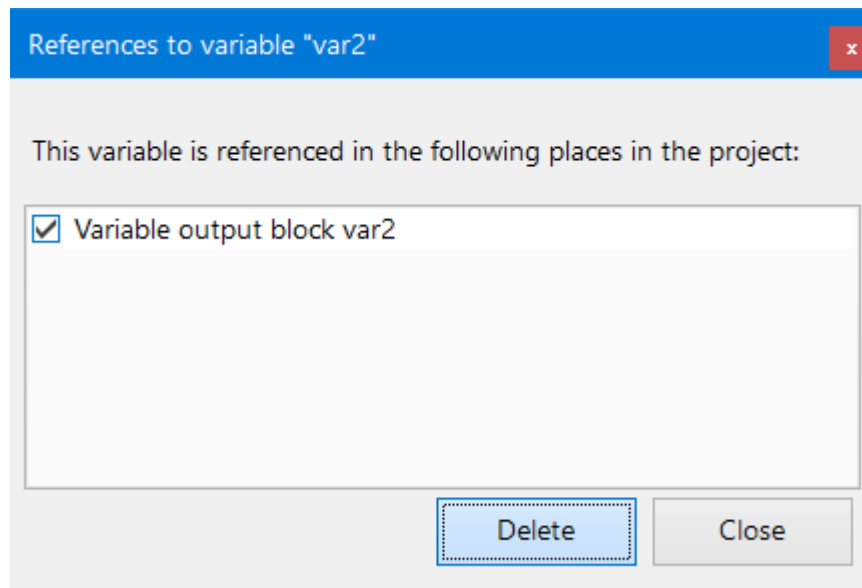 References to variable "var2"
x
This variable is referenced in the following places in the project:
Variable output block var2
Delete
Close